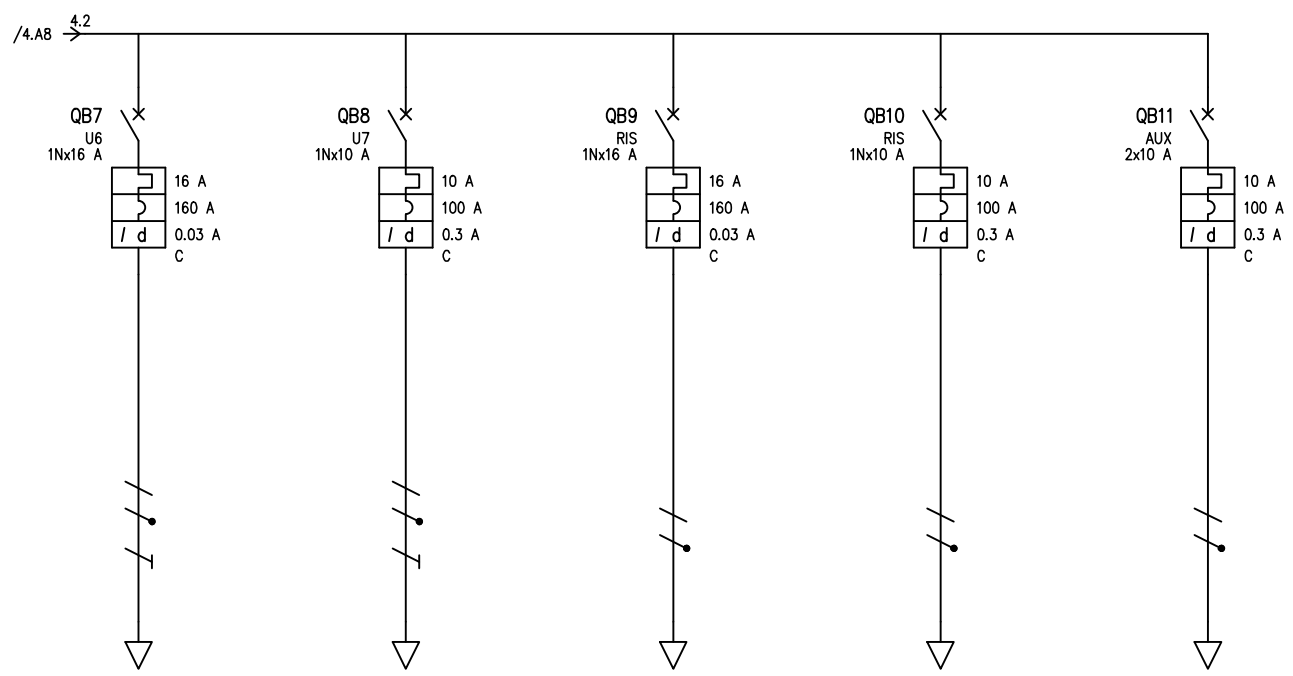 4.2
/4.A8
QB7
U6
1Nx16 A
16 A
160 A
I d
0.03 A
C
QB8
U7
1Nx10 A
10 A
100 A
I d
0.3 A
C
QB9
RIS
1Nx16 A
16 A
160 A
I d
0.03 A
C
QB10
RIS
1Nx10 A
10 A
100 A
I d
0.3 A
C
QB11
AUX
2x10 A
10 A
100 A
I d
0.3 A
C